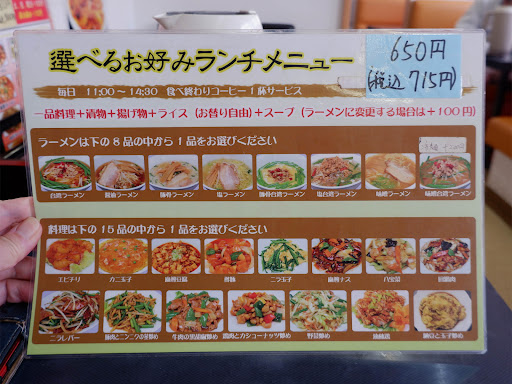 選べるお好みランチメニュー
650円
(税込 715円)
毎日 11:00～14:30 食べ終わりコーヒー1杯サービス
一品料理+漬物+揚げ物+ライス(お替り自由)+スープ(ラーメンに変更する場合は+100円)
ラーメンは下の8品の中から1品をお選びください
台湾ラーメン 醤油ラーメン 豚骨ラーメン 塩ラーメン 豚骨台湾ラーメン 塩台湾ラーメン 味噌ラーメン 味噌台湾ラーメン
料理は下の15品の中から1品をお選びください
エビチリ カニ玉子 麻婆豆腐 酢豚 ニラ玉子 麻婆ナス 八宝菜 回鍋肉
ニラレバー 豚肉とニンニクの茎炒め 牛肉の黒胡椒炒め 鶏肉とカシューナッツ炒め 野菜炒め 油淋鶏